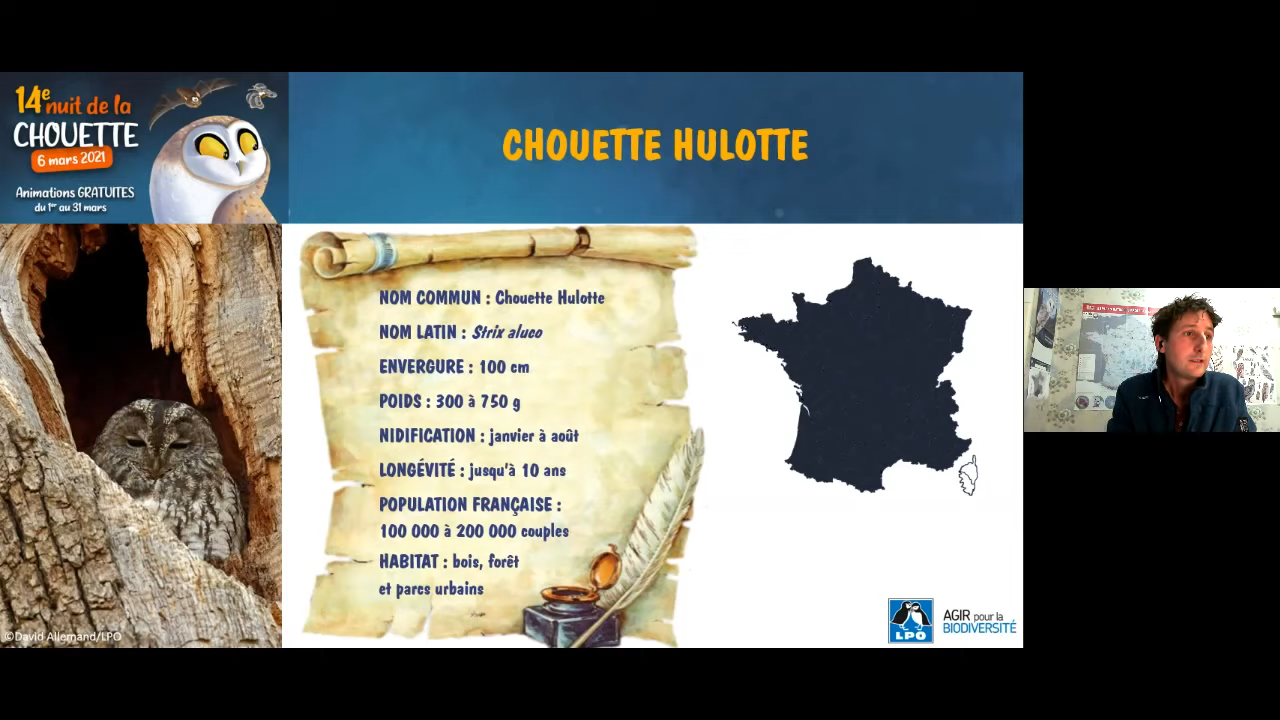 14e nuit de la
CHOUETTE
6 mars 2021
Animations GRATUITES
du 1er au 31 mars
CHOUETTE HULOTTE
NOM COMMUN : Chouette Hulotte
NOM LATIN : Strix aluco
ENVERGURE : 100 cm
POIDS : 300 à 750 g
NIDIFICATION : janvier à août
LONGÉVITÉ : jusqu'à 10 ans
POPULATION FRANÇAISE :
100 000 à 200 000 couples
HABITAT : bois, forêt
et parcs urbains
©David Allemand/LPO
LPO
AGIR pour la
BIODIVERSITÉ